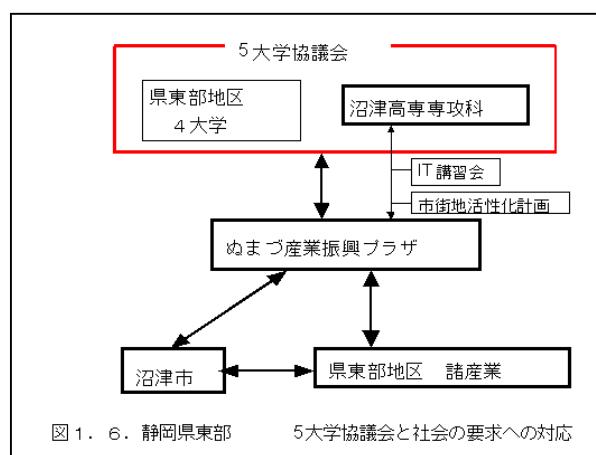 5大学協議会
県東部地区
4大学
沼津高専専攻科
IT講習会
市街地活性化計画
ぬまづ産業振興プラザ
沼津市
県東部地区 諸産業
図1.6.静岡県東部 5大学協議会と社会の要求への対応